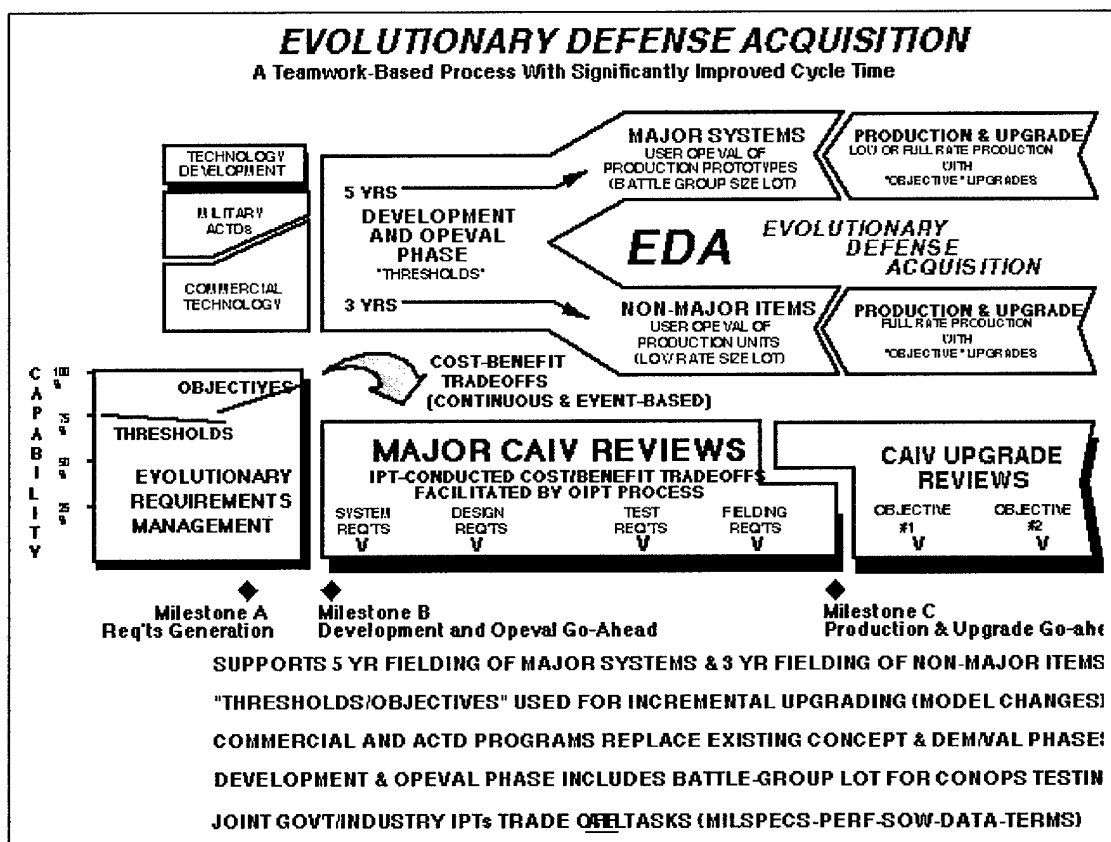 EVOLUTIONARY DEFENSE ACQUISITION
A Teamwork-Based Process With Significantly Improved Cycle Time
TECHNOLOGY
DEVELOPMENT
MILITARY
ACTDs
COMMERCIAL
TECHNOLOGY
5 YRS
DEVELOPMENT
AND OPEVAL
PHASE
"THRESHOLDS"
3 YRS
MAJOR SYSTEMS
USER OPEVAL OF
PRODUCTION PROTOTYPES
(BATTLE GROUP SIZE LOT)
PRODUCTION & UPGRADE
LOW OR FULL RATE PRODUCTION
WITH
"OBJECTIVE" UPGRADES
EDA
EVOLUTIONARY
DEFENSE
ACQUISITION
NON-MAJOR ITEMS
USER OPEVAL OF
PRODUCTION UNITS
(LOW RATE SIZE LOT)
PRODUCTION & UPGRADE
FULL RATE PRODUCTION
WITH
"OBJECTIVE" UPGRADES
CAPABILITY
100 %
75 %
50 %
25 %
OBJECTIVES
THRESHOLDS
EVOLUTIONARY
REQUIREMENTS
MANAGEMENT
COST-BENEFIT
TRADEOFFS
(CONTINUOUS & EVENT-BASED)
MAJOR CAIV REVIEWS
IPT-CONDUCTED COST/BENEFIT TRADEOFFS
FACILITATED BY OIPT PROCESS
SYSTEM
REQ'TS
V
DESIGN
REQ'TS
V
TEST
REQ'TS
V
FIELDING
REQ'TS
V
CAIV UPGRADE
REVIEWS
OBJECTIVE
#1
V
OBJECTIVE
#2
V
Milestone A
Req'ts Generation
Milestone B
Development and Opeval Go-Ahead
Milestone C
Production & Upgrade Go-ahe
SUPPORTS 5 YR FIELDING OF MAJOR SYSTEMS & 3 YR FIELDING OF NON-MAJOR ITEMS
"THRESHOLDS/OBJECTIVES" USED FOR INCREMENTAL UPGRADING (MODEL CHANGES)
COMMERCIAL AND ACTD PROGRAMS REPLACE EXISTING CONCEPT & DEM/VAL PHASES
DEVELOPMENT & OPEVAL PHASE INCLUDES BATTLE-GROUP LOT FOR CONOPS TESTIN
JOINT GOVT/INDUSTRY IPTs TRADE TASKS (MILSPECS-PERF-SOW-DATA-TERMS)